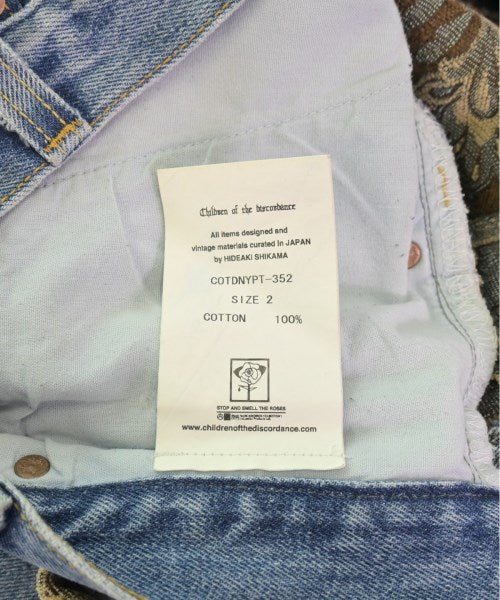 Children of the discordance
All items designed and
vintage materials curated in JAPAN
by HIDEAKI SHIKAMA
COTDNYPT-352
SIZE 2
COTTON 100%
STOP AND SMELL THE ROSES
www.childrenofthediscordance.com